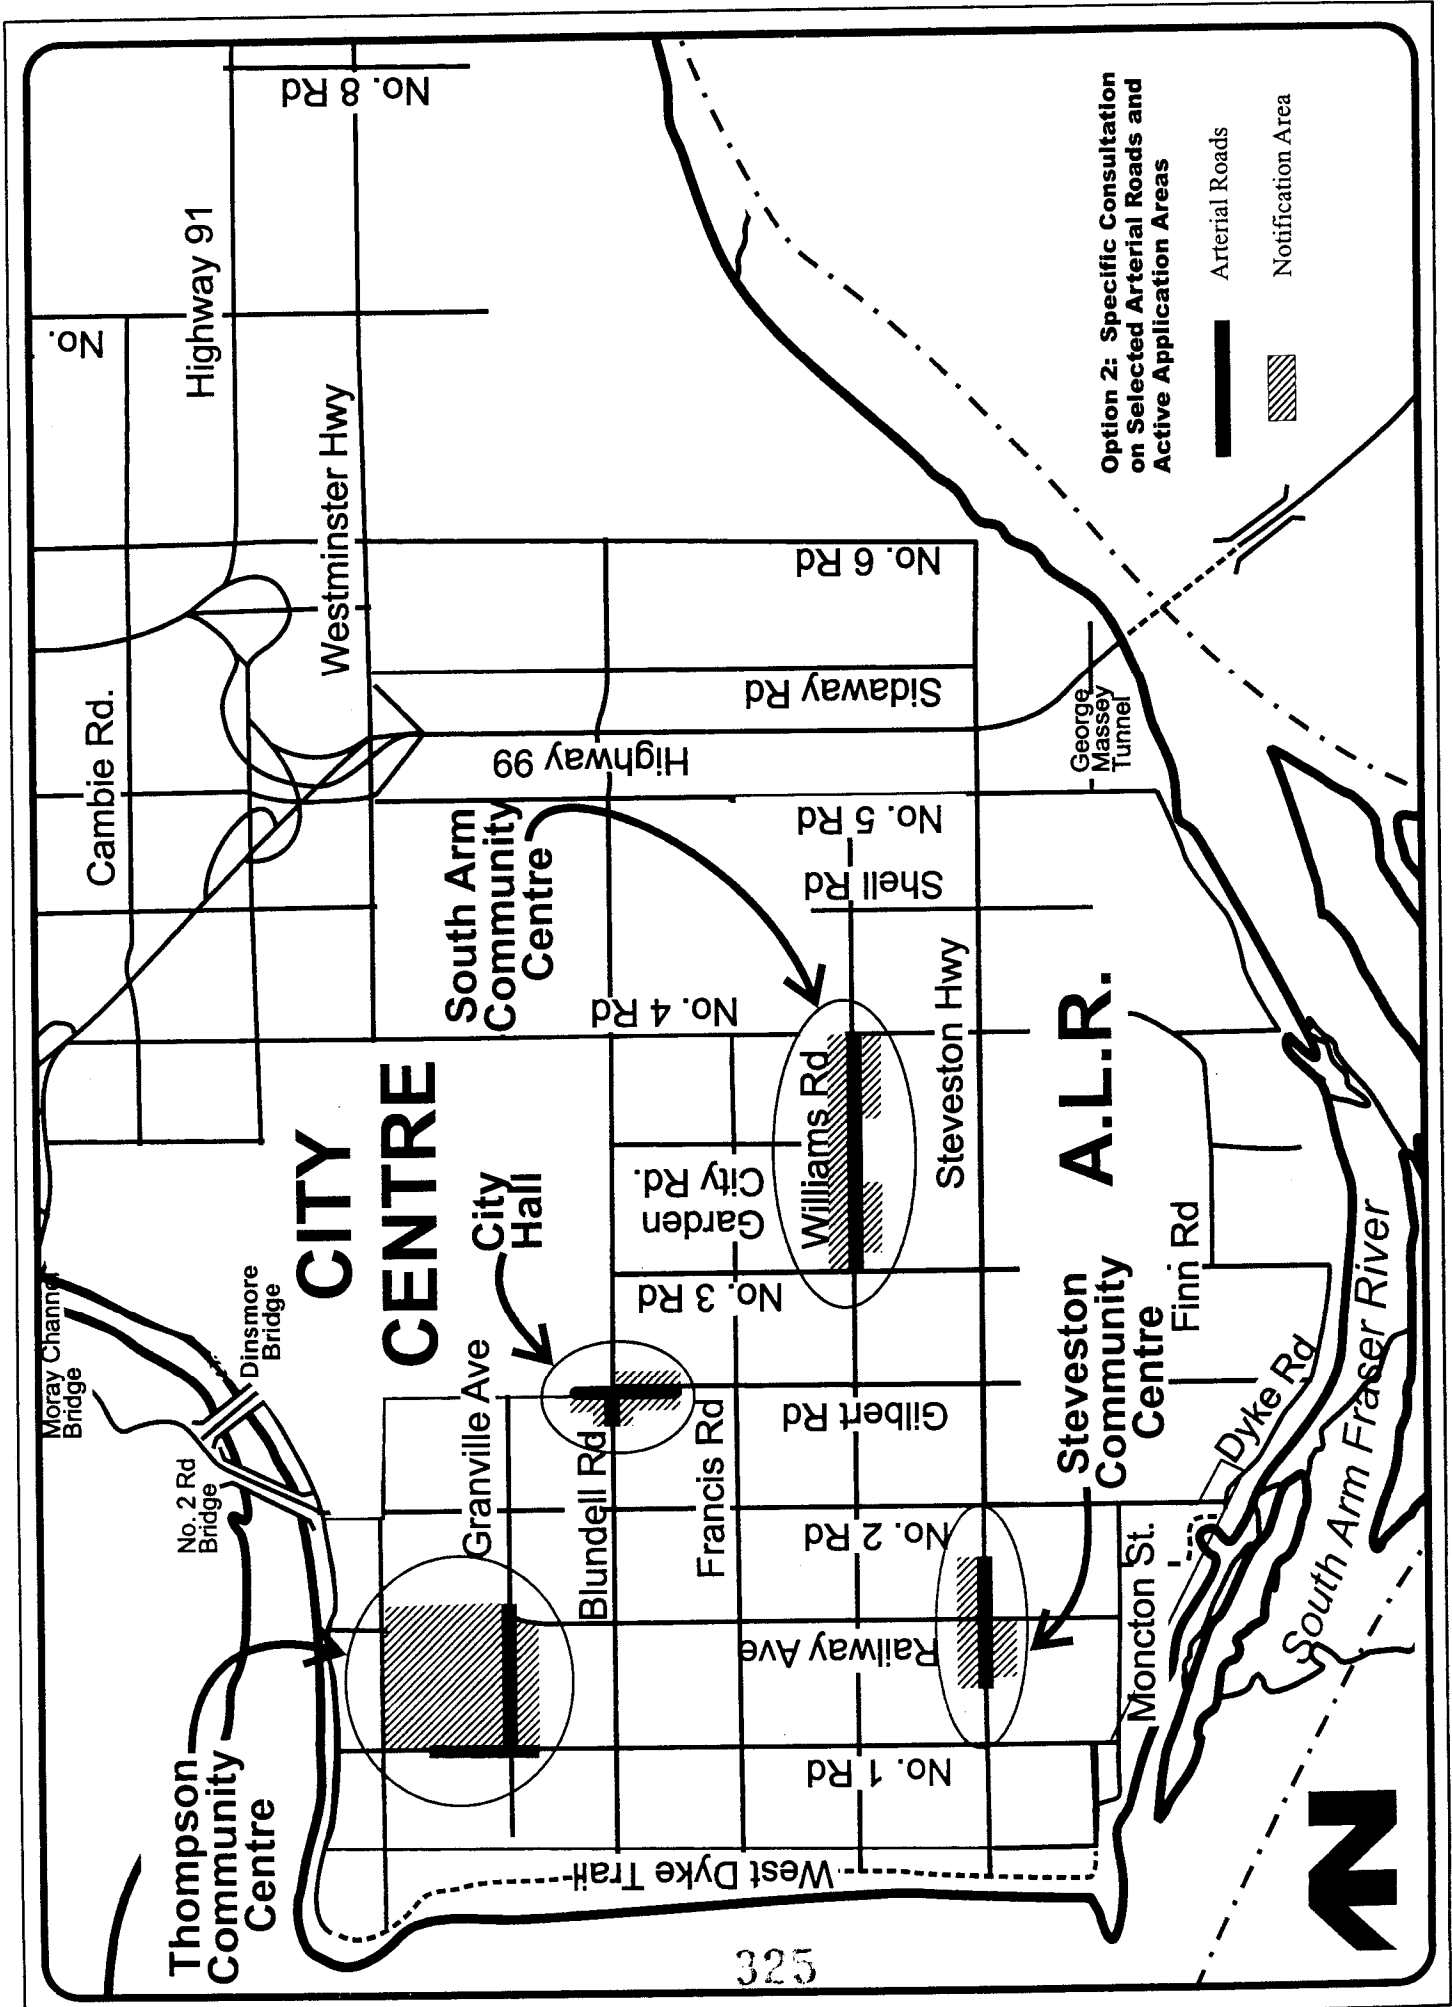 Option 2: Specific Consultation
on Selected Arterial Roads and
Active Application Areas
Arterial Roads
Notification Area
No. 8 Rd
Highway 91
No.
Westminster Hwy
Cambie Rd.
No. 6 Rd
Sidaway Rd
Highway 99
George
Massey
Tunnel
No. 5 Rd
Shell Rd
South Arm
Community
Centre
No. 4 Rd
Steveston Hwy
A.L.R.
Williams Rd
Garden
City Rd.
CITY
CENTRE
City
Hall
No. 3 Rd
Finn Rd
Moray Channel
Bridge
Dinsmore
Bridge
No. 2 Rd
Bridge
Granville Ave
Blundell Rd
Francis Rd
Gilbert Rd
Steveston
Community
Centre
Dyke Rd
South Arm Fraser River
No. 2 Rd
Railway Ave
Moncton St.
No. 1 Rd
West Dyke Trail
Thompson
Community
Centre
N
325